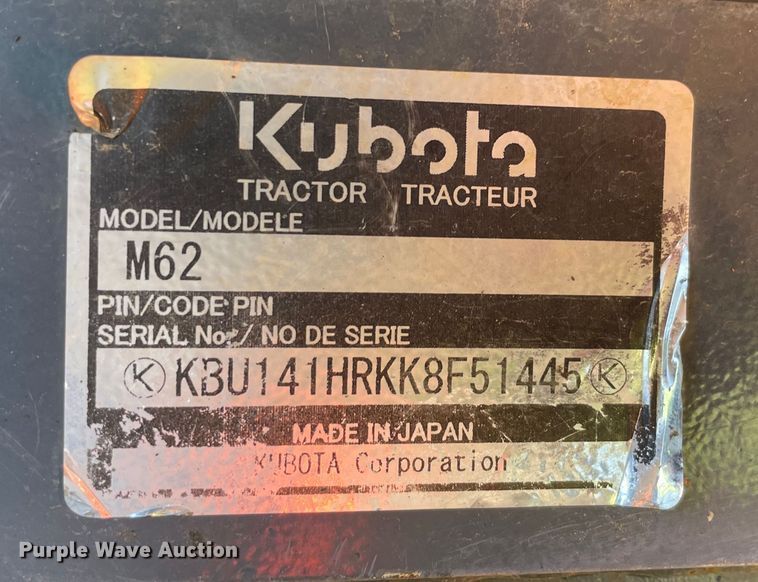 Kubota
TRACTOR TRACTEUR
MODEL/MODELE
M62
PIN/CODE PIN
SERIAL No./ NO DE SERIE
Ⓚ KBU141HRKK8F51445 Ⓚ
MADE IN JAPAN
KUBOTA Corporation
Purple Wave Auction